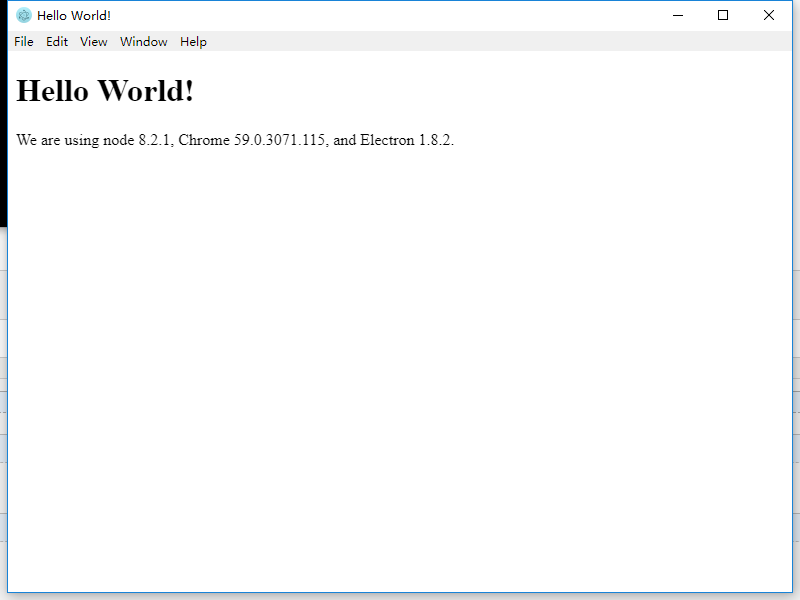 Hello World!
File Edit View Window Help
Hello World!
We are using node 8.2.1, Chrome 59.0.3071.115, and Electron 1.8.2.